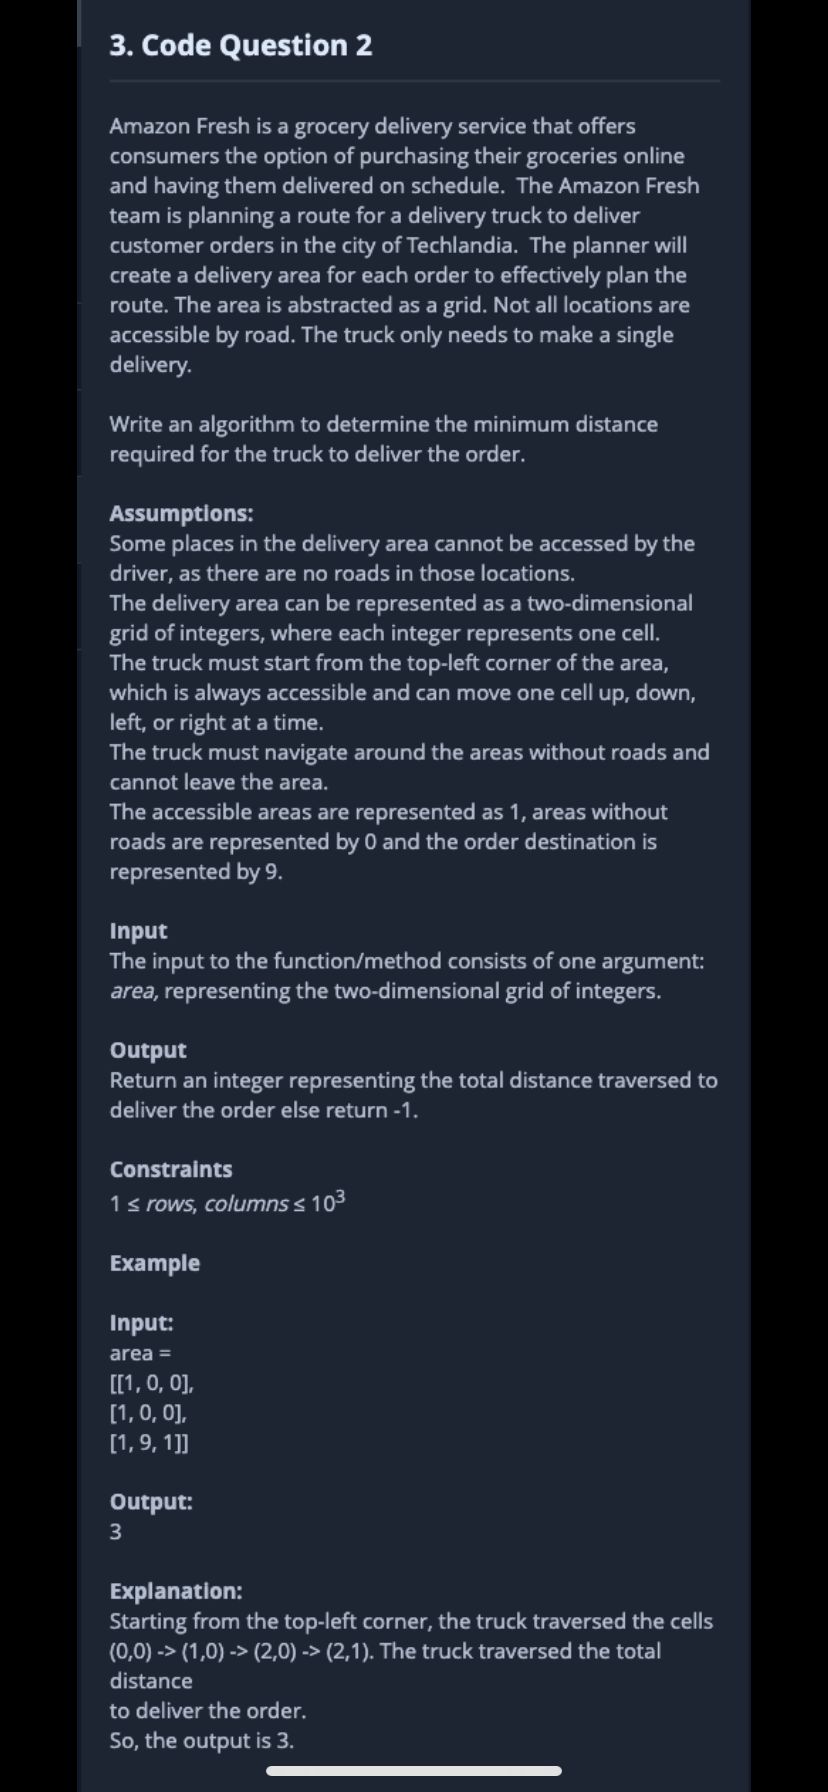 3. Code Question 2
Amazon Fresh is a grocery delivery service that offers
consumers the option of purchasing their groceries online
and having them delivered on schedule.  The Amazon Fresh
team is planning a route for a delivery truck to deliver
customer orders in the city of Techlandia.  The planner will
create a delivery area for each order to effectively plan the
route. The area is abstracted as a grid. Not all locations are
accessible by road. The truck only needs to make a single
delivery.
Write an algorithm to determine the minimum distance
required for the truck to deliver the order.
Assumptions:
Some places in the delivery area cannot be accessed by the
driver, as there are no roads in those locations.
The delivery area can be represented as a two-dimensional
grid of integers, where each integer represents one cell.
The truck must start from the top-left corner of the area,
which is always accessible and can move one cell up, down,
left, or right at a time.
The truck must navigate around the areas without roads and
cannot leave the area.
The accessible areas are represented as 1, areas without
roads are represented by 0 and the order destination is
represented by 9.
Input
The input to the function/method consists of one argument:
area, representing the two-dimensional grid of integers.
Output
Return an integer representing the total distance traversed to
deliver the order else return -1.
Constraints
1 ≤ rows, columns ≤ 10³
Example
Input:
area =
[[1, 0, 0],
[1, 0, 0],
[1, 9, 1]]
Output:
3
Explanation:
Starting from the top-left corner, the truck traversed the cells
(0,0) -> (1,0) -> (2,0) -> (2,1). The truck traversed the total
distance
to deliver the order.
So, the output is 3.